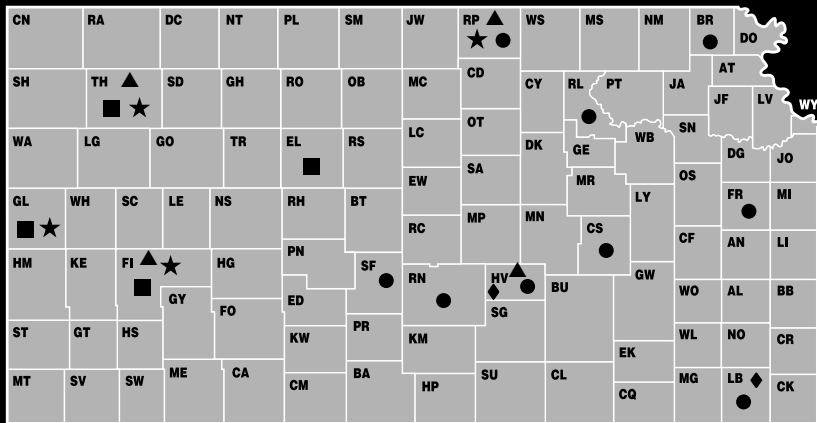 CN RA DC NT PL SM JW RP WS MS NM BR DO
SH TH SD GH RO OB MC CD CY RL PT JA AT
JF LV WY
WA LG GO TR EL RS LC OT DK GE WB SN DG JO
GL WH SC LE NS RH BT EW SA MR LY OS FR MI
RC MP MN CS
HM KE FI HG PN SF RN HV BU GW CF AN LI
GY FO ED SG WO AL BB
ST GT HS KW PR KM EK WL NO CR
MT SV SW ME CA CM BA HP SU CL CQ MG LB CK